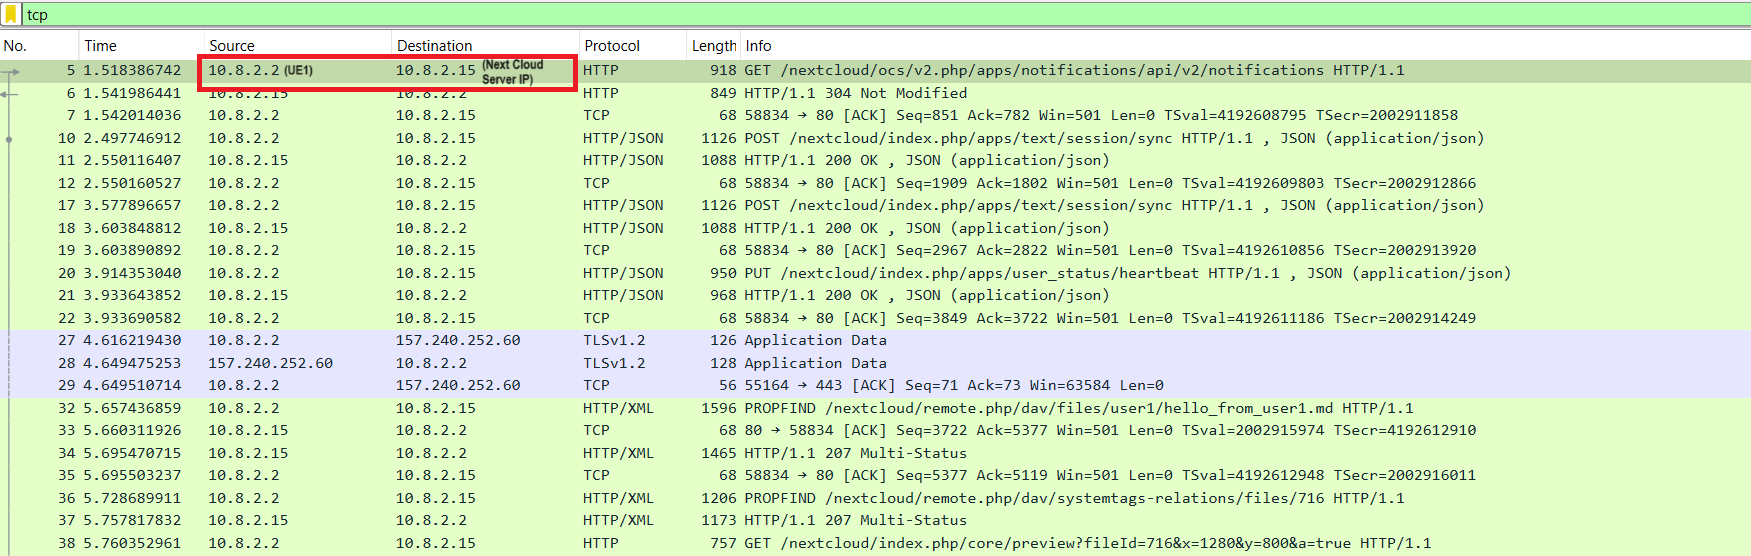 tcp
No. Time Source Destination Protocol Length Info
5 1.518386742 10.8.2.2 (UE1) 10.8.2.15 (Next Cloud Server IP) HTTP 918 GET /nextcloud/ocs/v2.php/apps/notifications/api/v2/notifications HTTP/1.1
6 1.541986441 10.8.2.15 10.8.2.2 HTTP 849 HTTP/1.1 304 Not Modified
7 1.542014036 10.8.2.2 10.8.2.15 TCP 68 58834 → 80 [ACK] Seq=851 Ack=782 Win=501 Len=0 TSval=4192608795 TSecr=2002911858
10 2.497746912 10.8.2.2 10.8.2.15 HTTP/JSON 1126 POST /nextcloud/index.php/apps/text/session/sync HTTP/1.1 , JSON (application/json)
11 2.550116407 10.8.2.15 10.8.2.2 HTTP/JSON 1088 HTTP/1.1 200 OK , JSON (application/json)
12 2.550160527 10.8.2.2 10.8.2.15 TCP 68 58834 → 80 [ACK] Seq=1909 Ack=1802 Win=501 Len=0 TSval=4192609803 TSecr=2002912866
17 3.577896657 10.8.2.2 10.8.2.15 HTTP/JSON 1126 POST /nextcloud/index.php/apps/text/session/sync HTTP/1.1 , JSON (application/json)
18 3.603848812 10.8.2.15 10.8.2.2 HTTP/JSON 1088 HTTP/1.1 200 OK , JSON (application/json)
19 3.603890892 10.8.2.2 10.8.2.15 TCP 68 58834 → 80 [ACK] Seq=2967 Ack=2822 Win=501 Len=0 TSval=4192610856 TSecr=2002913920
20 3.914353040 10.8.2.2 10.8.2.15 HTTP/JSON 950 PUT /nextcloud/index.php/apps/user_status/heartbeat HTTP/1.1 , JSON (application/json)
21 3.933643852 10.8.2.15 10.8.2.2 HTTP/JSON 968 HTTP/1.1 200 OK , JSON (application/json)
22 3.933690582 10.8.2.2 10.8.2.15 TCP 68 58834 → 80 [ACK] Seq=3849 Ack=3722 Win=501 Len=0 TSval=4192611186 TSecr=2002914249
27 4.616219430 10.8.2.2 157.240.252.60 TLSv1.2 126 Application Data
28 4.649475253 157.240.252.60 10.8.2.2 TLSv1.2 128 Application Data
29 4.649510714 10.8.2.2 157.240.252.60 TCP 56 55164 → 443 [ACK] Seq=71 Ack=73 Win=63584 Len=0
32 5.657436859 10.8.2.2 10.8.2.15 HTTP/XML 1596 PROPFIND /nextcloud/remote.php/dav/files/user1/hello_from_user1.md HTTP/1.1
33 5.660311926 10.8.2.15 10.8.2.2 TCP 68 80 → 58834 [ACK] Seq=3722 Ack=5377 Win=501 Len=0 TSval=2002915974 TSecr=4192612910
34 5.695470715 10.8.2.15 10.8.2.2 HTTP/XML 1465 HTTP/1.1 207 Multi-Status
35 5.695503237 10.8.2.2 10.8.2.15 TCP 68 58834 → 80 [ACK] Seq=5377 Ack=5119 Win=501 Len=0 TSval=4192612948 TSecr=2002916011
36 5.728689911 10.8.2.2 10.8.2.15 HTTP/XML 1206 PROPFIND /nextcloud/remote.php/dav/systemtags-relations/files/716 HTTP/1.1
37 5.757817832 10.8.2.15 10.8.2.2 HTTP/XML 1173 HTTP/1.1 207 Multi-Status
38 5.760352961 10.8.2.2 10.8.2.15 HTTP 757 GET /nextcloud/index.php/core/preview?fileId=716&x=1280&y=800&a=true HTTP/1.1